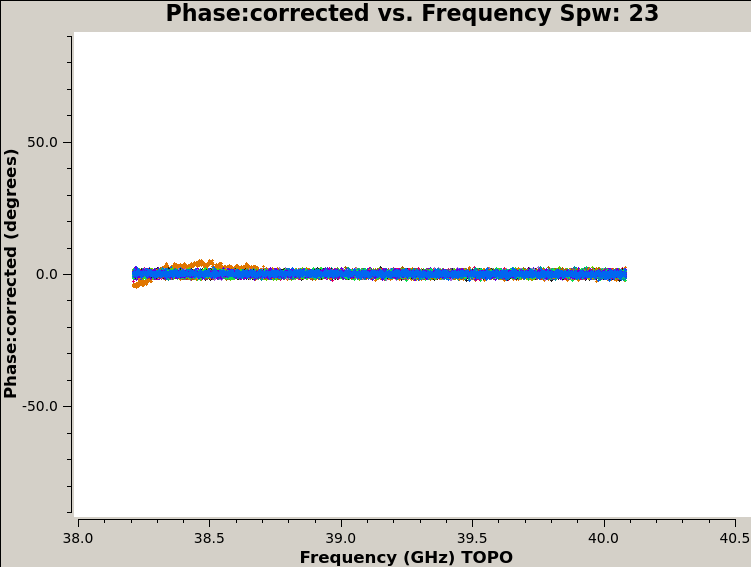 Phase:corrected vs. Frequency Spw: 23
Phase:corrected (degrees)
50.0
0.0
-50.0
38.0 38.5 39.0 39.5 40.0 40.5
Frequency (GHz) TOPO